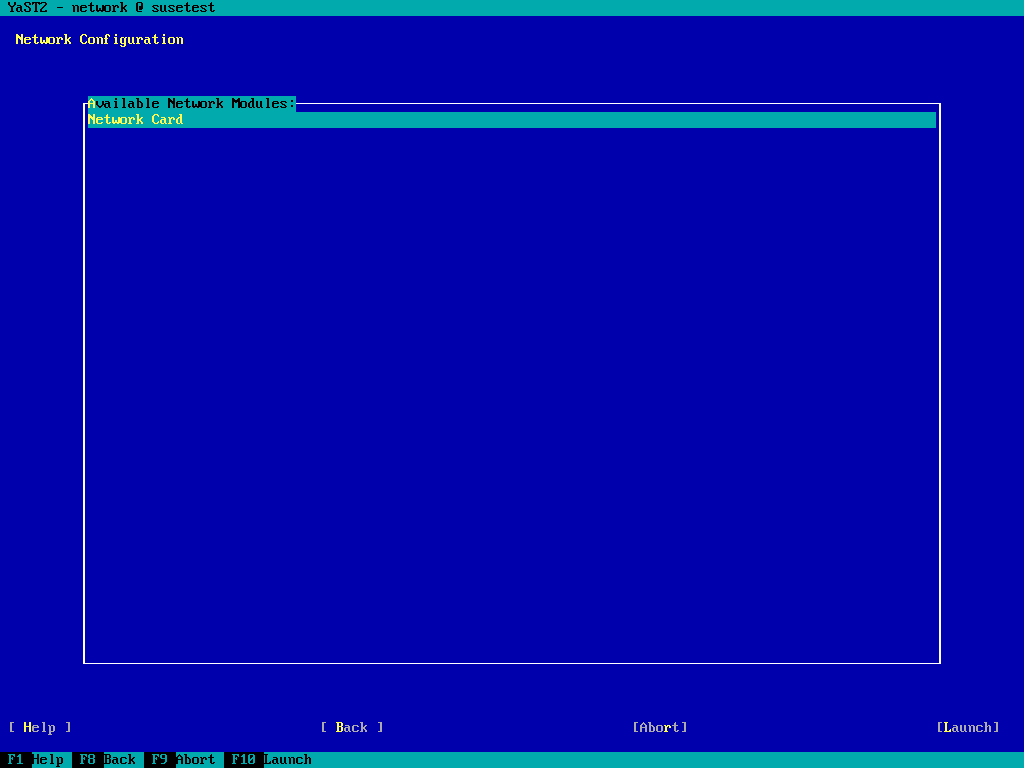 YaST2 - network @ susetest
Network Configuration
Available Network Modules:
Network Card
[ Help ] [ Back ] [Abort] [Launch]
F1 Help F8 Back F9 Abort F10 Launch